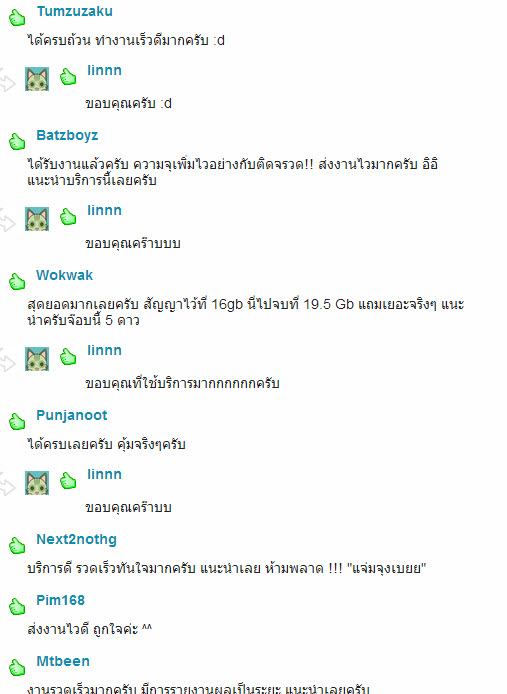 Tumzuzaku
ได้ครบถ้วน ทำงานเร็วดีมากครับ :d
linnn
ขอบคุณครับ :d
Batzboyz
ได้รับงานแล้วครับ ความจุเพิ่มไวอย่างกับติดจรวด!! ส่งงานไวมากครับ อิอิ
แนะนำบริการนี้เลยครับ
linnn
ขอบคุณคร๊าบบบ
Wokwak
สุดยอดมากเลยครับ สัญญาไว้ที่ 16gb นี่ไปจบที่ 19.5 Gb แถมเยอะจริงๆ แนะ
นำครับจ๊อบนี้ 5 ดาว
linnn
ขอบคุณที่ใช้บริการมากกกกกกครับ
Punjanoot
ได้ครบเลยครับ คุ้มจริงๆครับ
linnn
ขอบคุณคร๊าบบ
Next2nothg
บริการดี รวดเร็วทันใจมากครับ แนะนำเลย ห้ามพลาด !!! "แจ่มจุงเบยย"
Pim168
ส่งงานไวดี ถูกใจค่ะ ^^
Mtbeen
งานรวดเร็วมากครับ มีการรายงานผลเป็นระยะ แนะนำเลยครับ